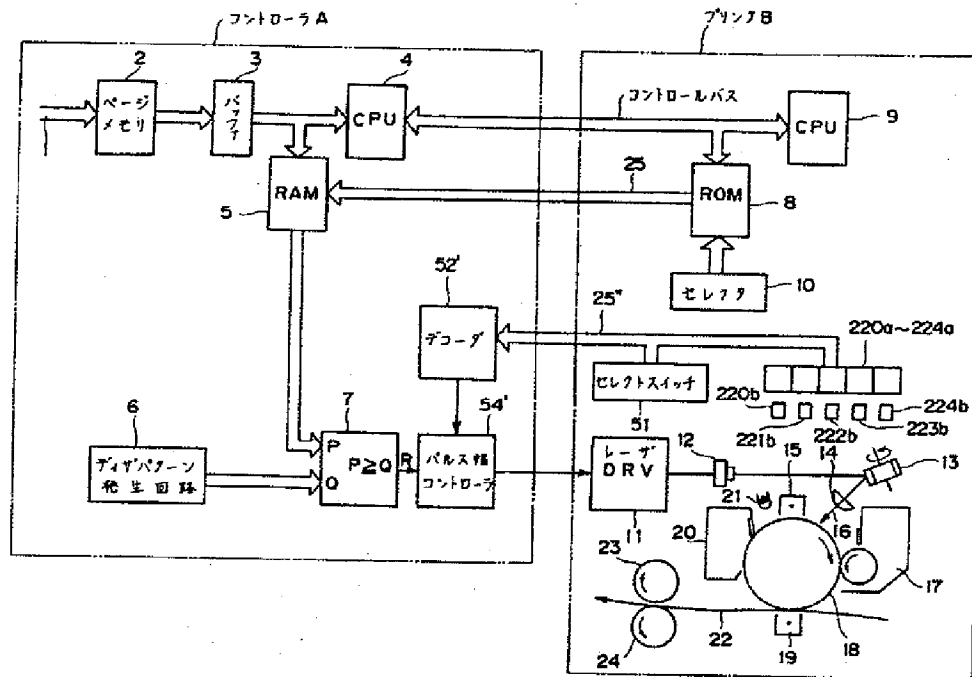 コントローラA
プリンタB
2
3
4
ページ
メモリ
バッファ
CPU
コントロールバス
CPU
9
RAM
5
25
ROM
8
セレクタ
10
52'
デコーダ
25"
220a~224a
セレクトスイッチ
51
220b
221b
222b
223b
224b
6
ディザパターン
発生回路
7
P
Q
P≧Q
R
54'
パルス幅
コントローラ
レーザ
DRV
11
12
13
14
15
16
17
18
19
20
21
22
23
24